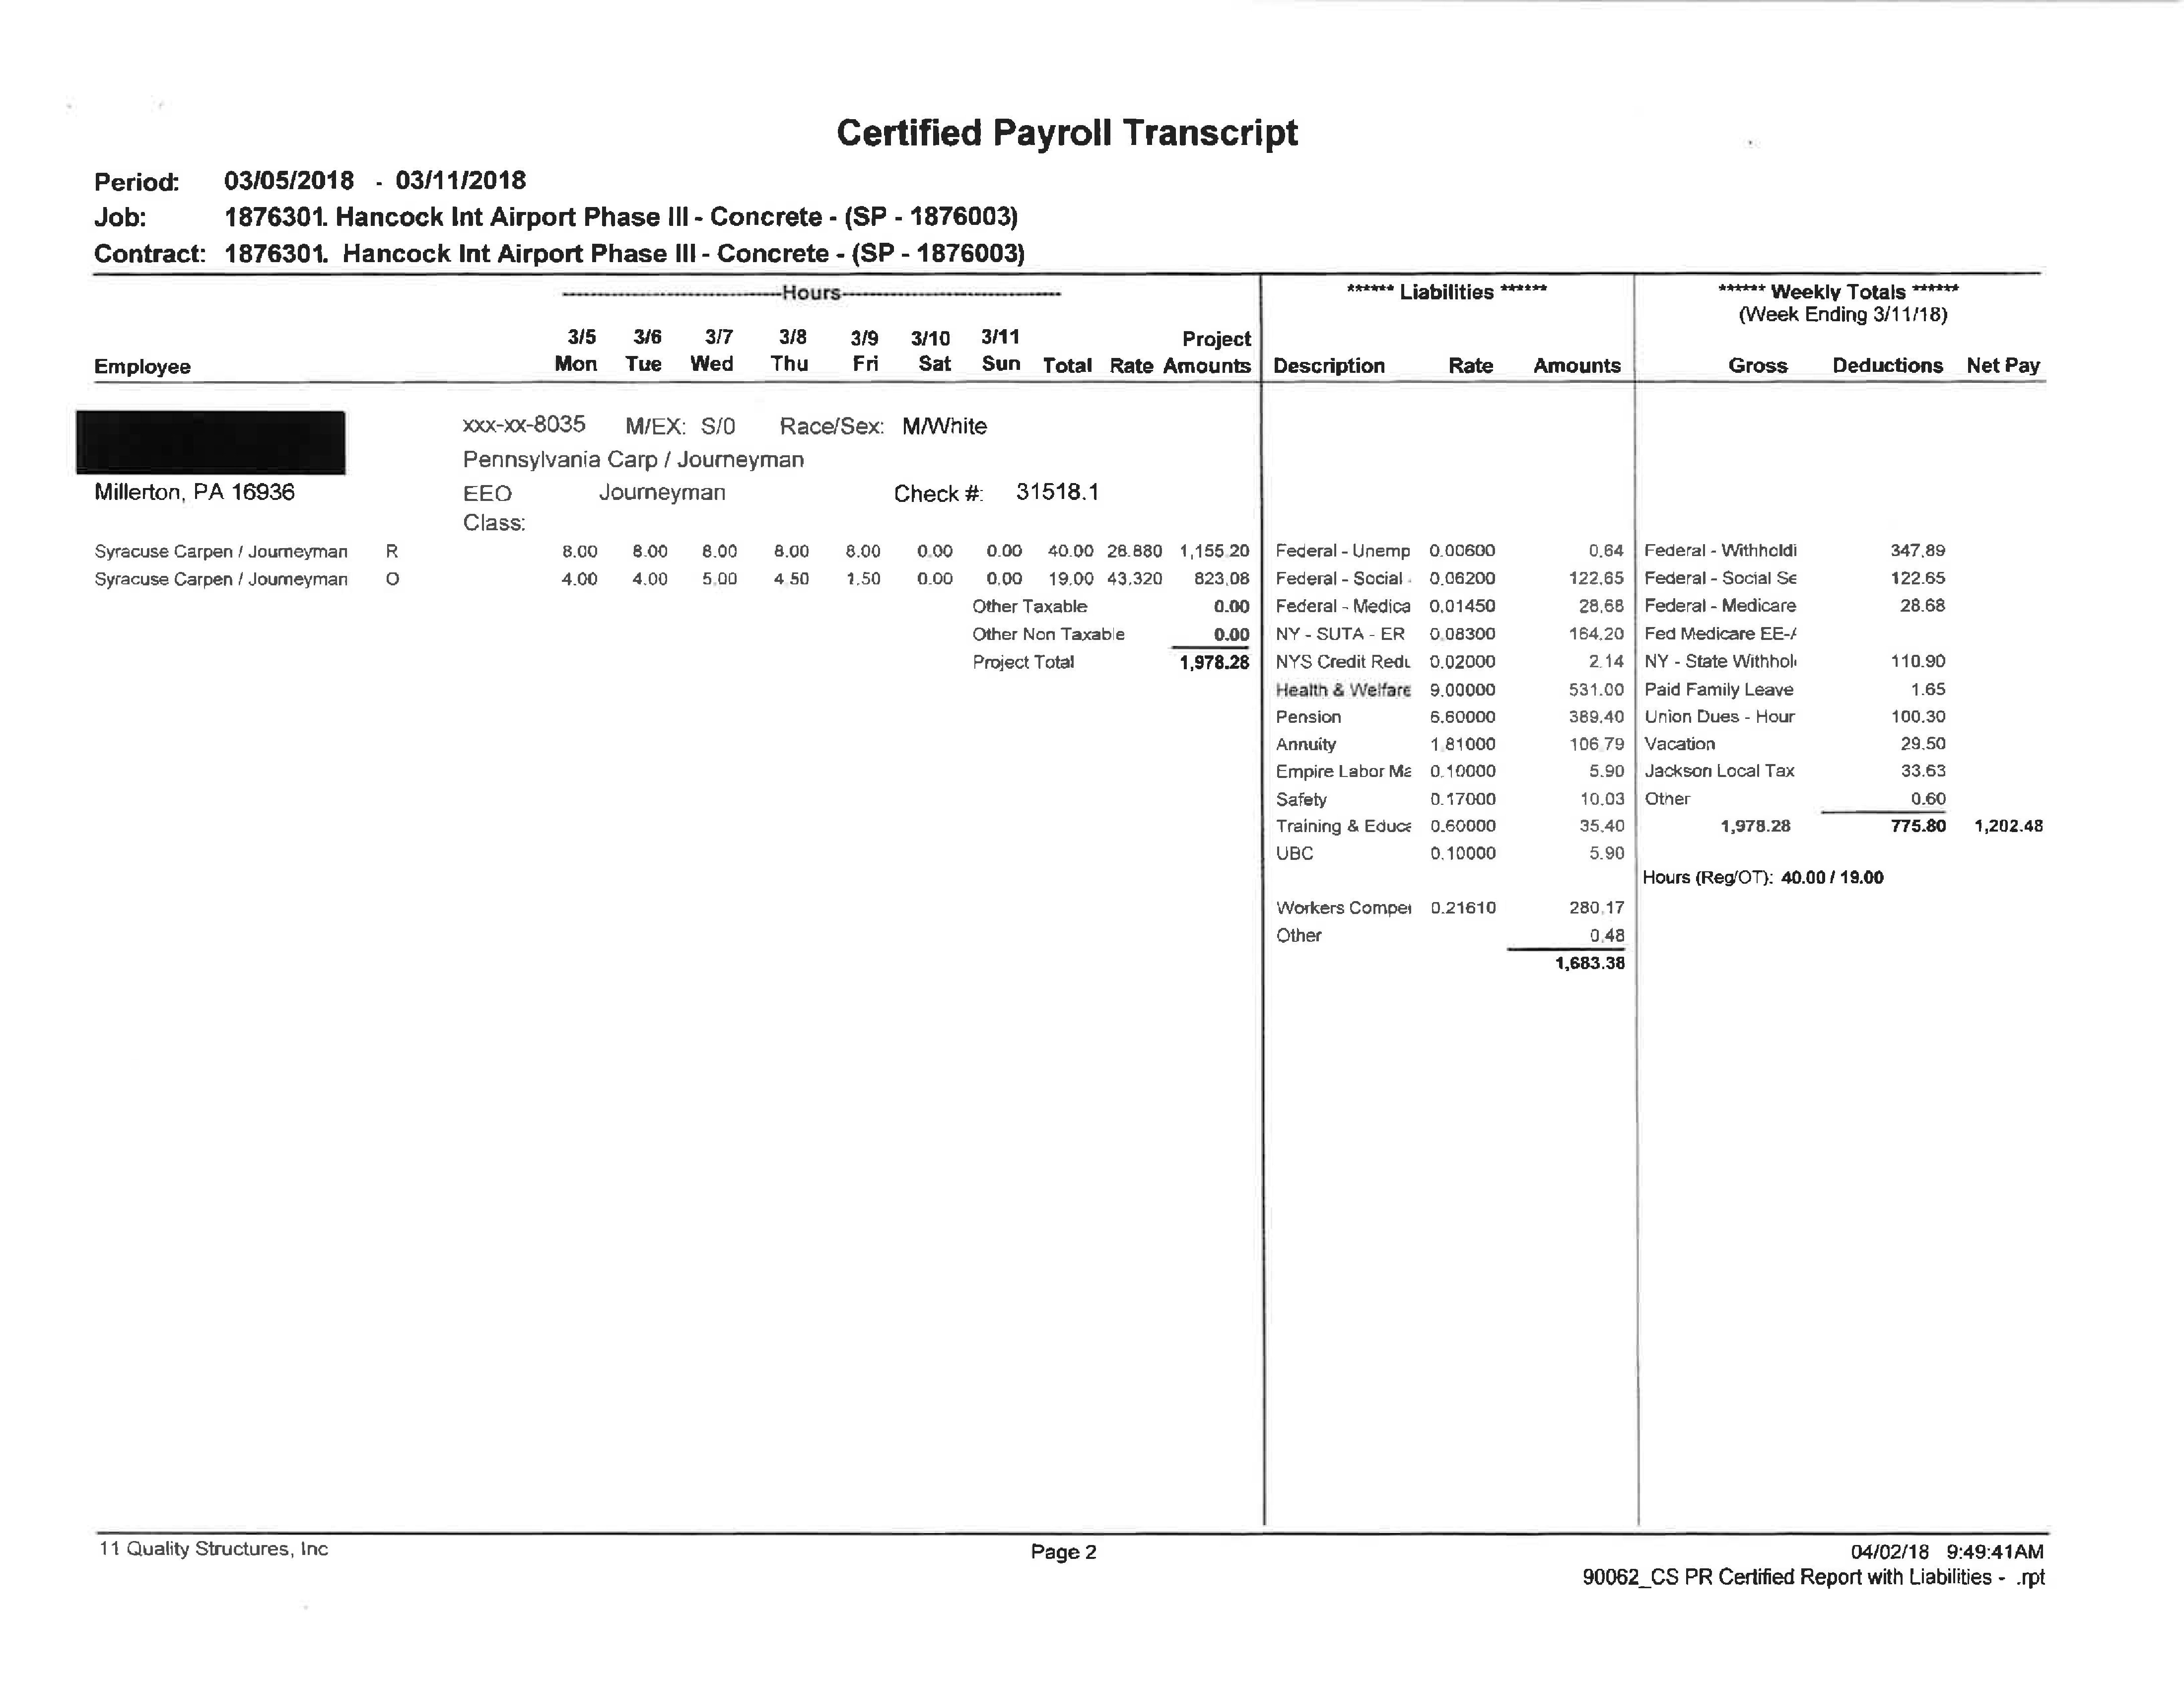 Certified Payroll Transcript
Period: 03/05/2018 - 03/11/2018
Job: 1876301. Hancock Int Airport Phase III - Concrete - (SP - 1876003)
Contract: 1876301. Hancock Int Airport Phase III - Concrete - (SP - 1876003)
Hours ****** Liabilities ****** ****** Weekly Totals ******
(Week Ending 3/11/18)
3/5 3/6 3/7 3/8 3/9 3/10 3/11 Project
Employee Mon Tue Wed Thu Fri Sat Sun Total Rate Amounts Description Rate Amounts Gross Deductions Net Pay
xxx-xx-8035 M/EX: S/0 Race/Sex: M/White
Pennsylvania Carp / Journeyman
Millerton, PA 16936 EEO Journeyman Check #: 31518.1
Class:
Syracuse Carpen / Journeyman R 8.00 8.00 8.00 8.00 8.00 0.00 0.00 40.00 28.880 1,155.20 Federal - Unemp 0.00600 0.64 Federal - Withholdi 347.89
Syracuse Carpen / Journeyman O 4.00 4.00 5.00 4.50 1.50 0.00 0.00 19.00 43.320 823.08 Federal - Social - 0.06200 122.65 Federal - Social Se 122.65
Other Taxable 0.00 Federal - Medica 0.01450 28.68 Federal - Medicare 28.68
Other Non Taxable 0.00 NY - SUTA - ER 0.08300 164.20 Fed Medicare EE-A
Project Total 1,978.28 NYS Credit Redu 0.02000 2.14 NY - State Withhol 110.90
Health & Welfare 9.00000 531.00 Paid Family Leave 1.65
Pension 6.60000 389.40 Union Dues - Hour 100.30
Annuity 1.81000 106.79 Vacation 29.50
Empire Labor Ma 0.10000 5.90 Jackson Local Tax 33.63
Safety 0.17000 10.03 Other 0.60
Training & Educa 0.60000 35.40 1,978.28 775.80 1,202.48
UBC 0.10000 5.90
Hours (Reg/OT): 40.00 / 19.00
Workers Compe 0.21610 280.17
Other 0.48
1,683.38
11 Quality Structures, Inc Page 2 04/02/18 9:49:41AM
90062_CS PR Certified Report with Liabilities - .rpt